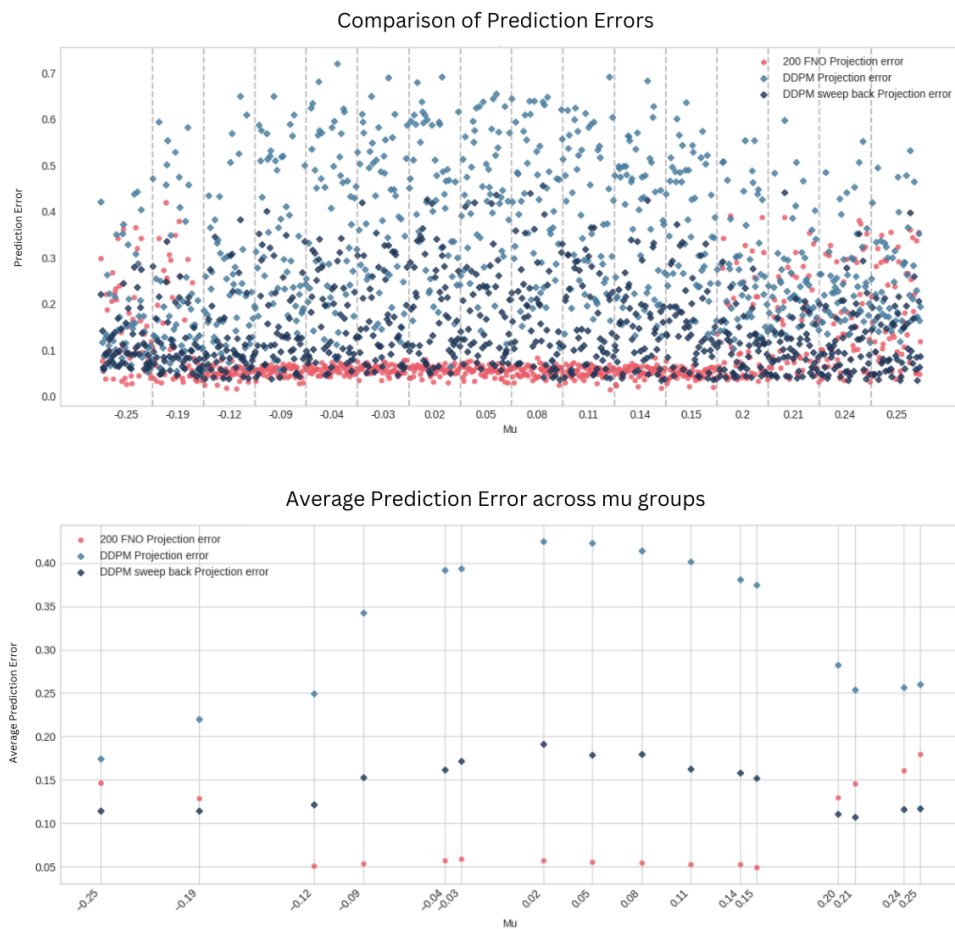 Comparison of Prediction Errors
200 FNO Projection error
DDPM Projection error
DDPM sweep back Projection error
Prediction Error
0.7
0.6
0.5
0.4
0.3
0.2
0.1
0.0
-0.25 -0.19 -0.12 -0.09 -0.04 -0.03 0.02 0.05 0.08 0.11 0.14 0.15 0.2 0.21 0.24 0.25
Mu
Average Prediction Error across mu groups
200 FNO Projection error
DDPM Projection error
DDPM sweep back Projection error
Average Prediction Error
0.40
0.35
0.30
0.25
0.20
0.15
0.10
0.05
-0.25 -0.19 -0.12 -0.09 -0.04 -0.03 0.02 0.05 0.08 0.11 0.14 0.15 0.20 0.21 0.24 0.25
Mu